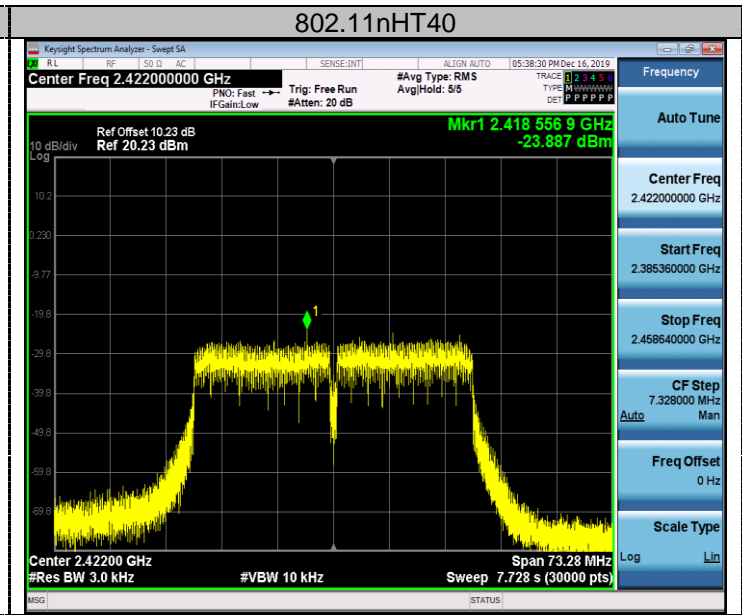 802.11nHT40
Keysight Spectrum Analyzer - Swept SA
RL RF 50 Ω AC SENSE:INT ALIGN AUTO 05:38:30 PM Dec 16, 2019
Center Freq 2.422000000 GHz
PNO: Fast
IFGain:Low
Trig: Free Run
#Atten: 20 dB
#Avg Type: RMS
Avg|Hold: 5/5
TRACE 1 2 3 4 5 6
TYPE MWWWWW
DET P P P P P P
Ref Offset 10.23 dB
Ref 20.23 dBm
10 dB/div
Log
Mkr1 2.418 556 9 GHz
-23.887 dBm
10.2
0.230
-9.77
-19.8
-29.8
-39.8
-49.8
-59.8
-69.8
1
Center 2.42200 GHz
#Res BW 3.0 kHz
#VBW 10 kHz
Span 73.28 MHz
Sweep 7.728 s (30000 pts)
MSG
STATUS
Frequency
Auto Tune
Center Freq
2.422000000 GHz
Start Freq
2.385360000 GHz
Stop Freq
2.458640000 GHz
CF Step
7.328000 MHz
Auto Man
Freq Offset
0 Hz
Scale Type
Log Lin